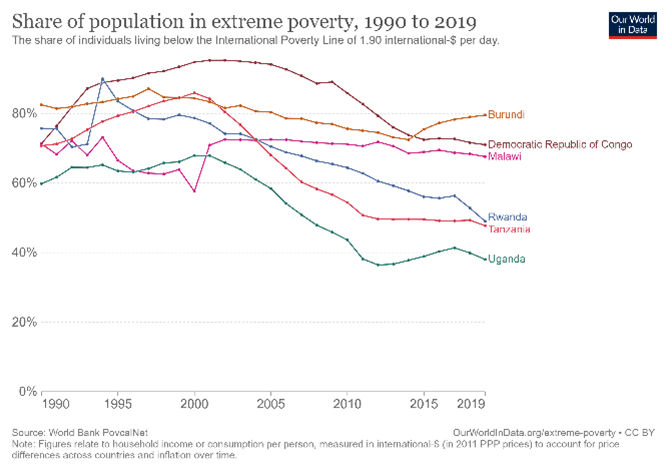 Share of population in extreme poverty, 1990 to 2019
The share of individuals living below the International Poverty Line of 1.90 international-$ per day.
Our World
in Data
80%
60%
40%
20%
0%
Burundi
Democratic Republic of Congo
Malawi
Rwanda
Tanzania
Uganda
1990 1995 2000 2005 2010 2015 2019
Source: World Bank PovcalNet
OurWorldInData.org/extreme-poverty • CC BY
Note: Figures relate to household income or consumption per person, measured in international-$ (in 2011 PPP prices) to account for price
differences across countries and inflation over time.